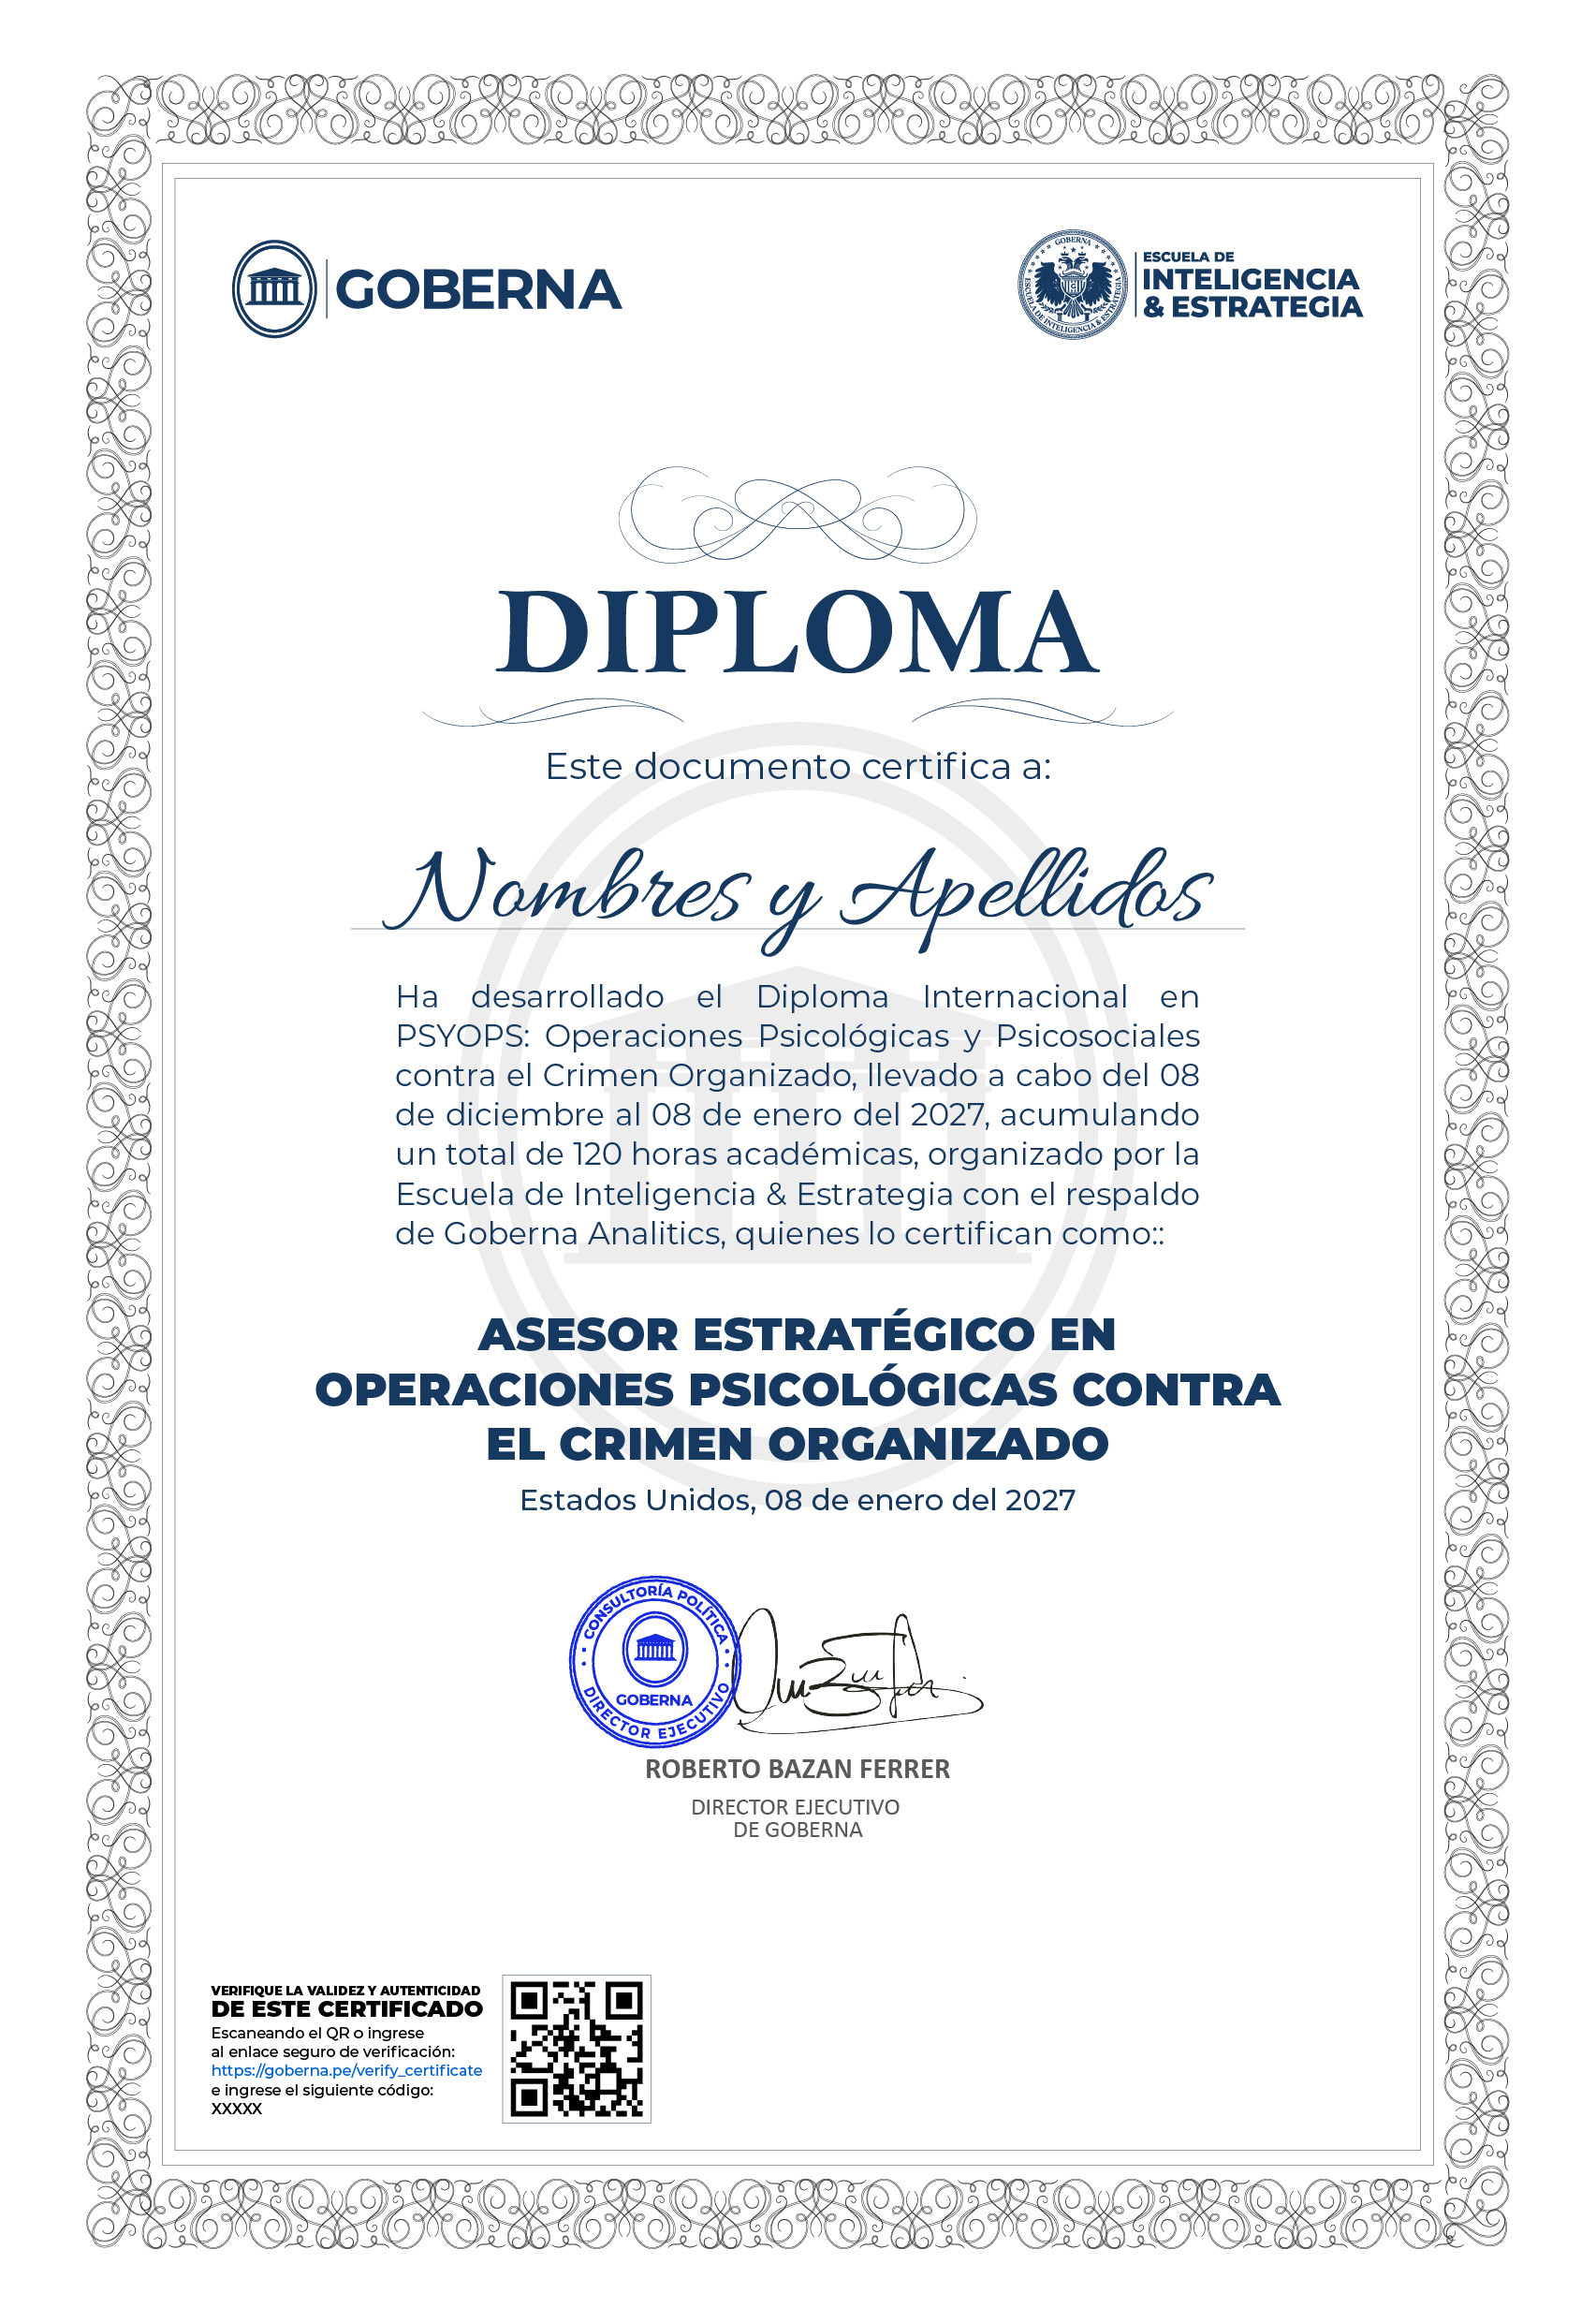 GOBERNA
GOBERNA
ESCUELA DE INTELIGENCIA & ESTRATEGIA
ESCUELA DE
INTELIGENCIA
& ESTRATEGIA
DIPLOMA
Este documento certifica a:
Nombres y Apellidos
Ha desarrollado el Diploma Internacional en
PSYOPS: Operaciones Psicológicas y Psicosociales
contra el Crimen Organizado, llevado a cabo del 08
de diciembre al 08 de enero del 2027, acumulando
un total de 120 horas académicas, organizado por la
Escuela de Inteligencia & Estrategia con el respaldo
de Goberna Analitics, quienes lo certifican como::
ASESOR ESTRATÉGICO EN
OPERACIONES PSICOLÓGICAS CONTRA
EL CRIMEN ORGANIZADO
Estados Unidos, 08 de enero del 2027
CONSULTORÍA POLÍTICA
GOBERNA
DIRECTOR EJECUTIVO
ROBERTO BAZAN FERRER
DIRECTOR EJECUTIVO
DE GOBERNA
VERIFIQUE LA VALIDEZ Y AUTENTICIDAD
DE ESTE CERTIFICADO
Escaneando el QR o ingrese
al enlace seguro de verificación:
https://goberna.pe/verify_certificate
e ingrese el siguiente código:
XXXXX